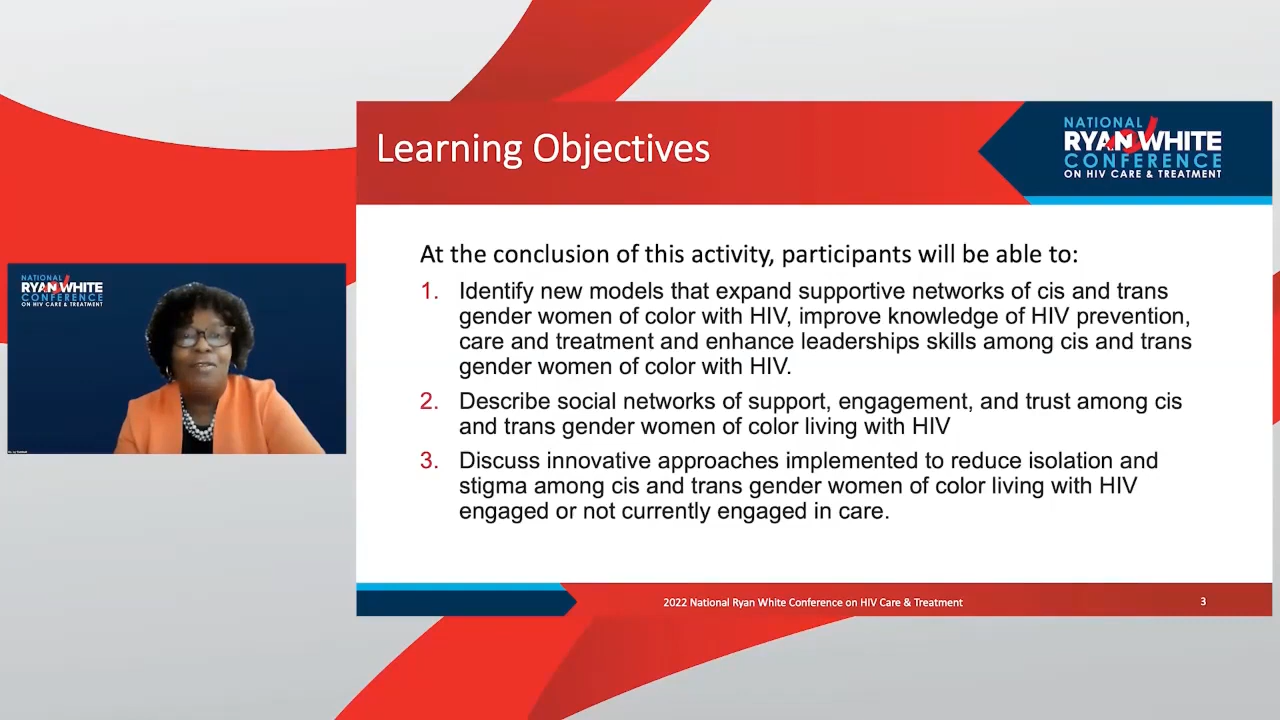 Learning Objectives
NATIONAL
RYAN WHITE
CONFERENCE
ON HIV CARE & TREATMENT
At the conclusion of this activity, participants will be able to:
1. Identify new models that expand supportive networks of cis and trans
gender women of color with HIV, improve knowledge of HIV prevention,
care and treatment and enhance leaderships skills among cis and trans
gender women of color with HIV.
2. Describe social networks of support, engagement, and trust among cis
and trans gender women of color living with HIV
3. Discuss innovative approaches implemented to reduce isolation and
stigma among cis and trans gender women of color living with HIV
engaged or not currently engaged in care.
2022 National Ryan White Conference on HIV Care & Treatment
3
NATIONAL
RYAN WHITE
CONFERENCE
ON HIV CARE & TREATMENT